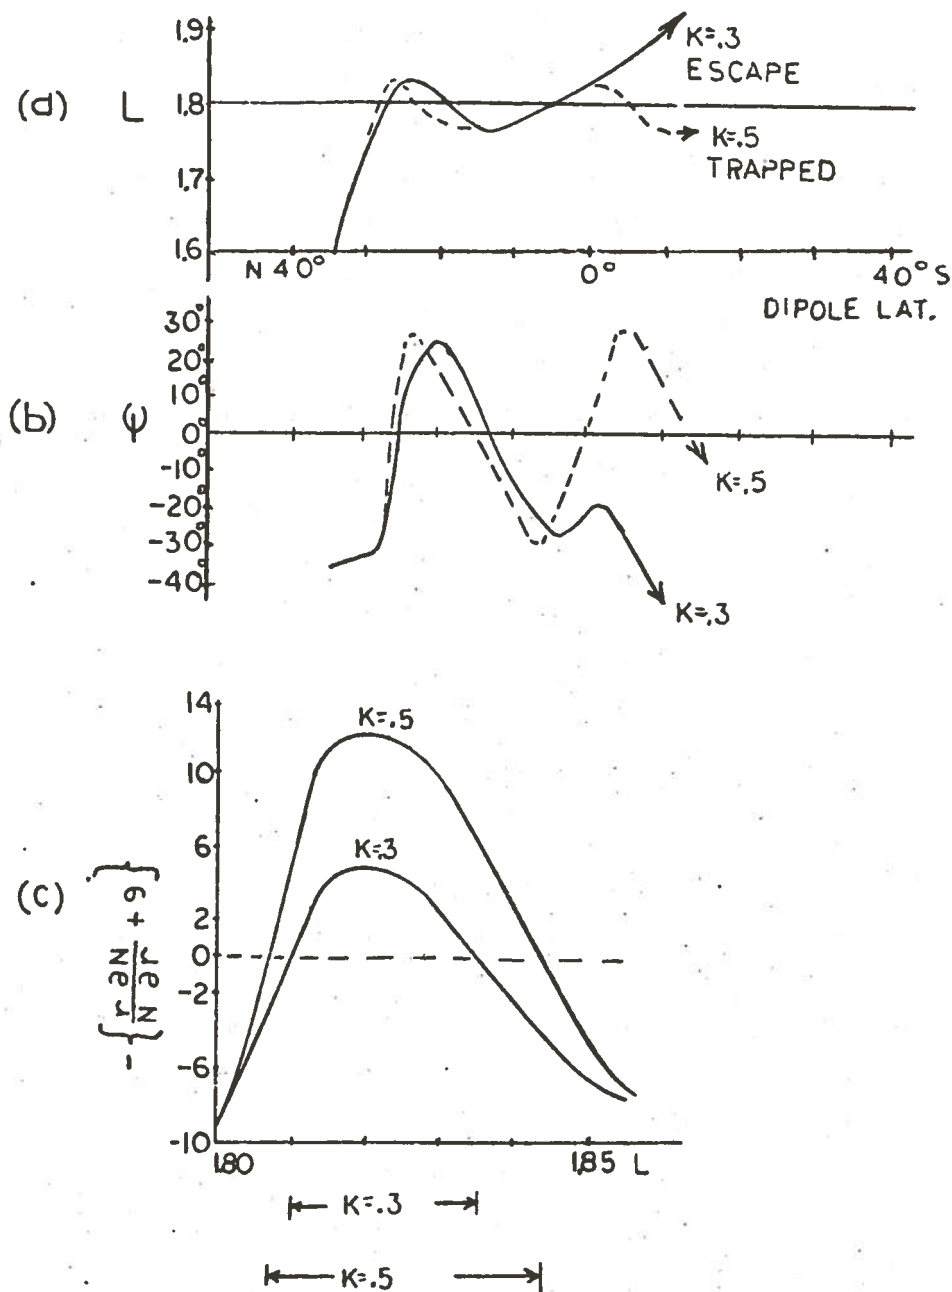 (a) L
1.9
1.8
1.7
1.6
K=.3
ESCAPE
K=.5
TRAPPED
N 40° 0° 40° S
DIPOLE LAT.
(b) ψ
30°
20°
10°
0°
-10°
-20°
-30°
-40°
K=.5
K=.3
(c)
-{r/N ∂N/∂r + 6}
14
10
6
2
0
-2
-6
-10
K=.5
K=.3
1.80 1.85 L
K=.3
K=.5